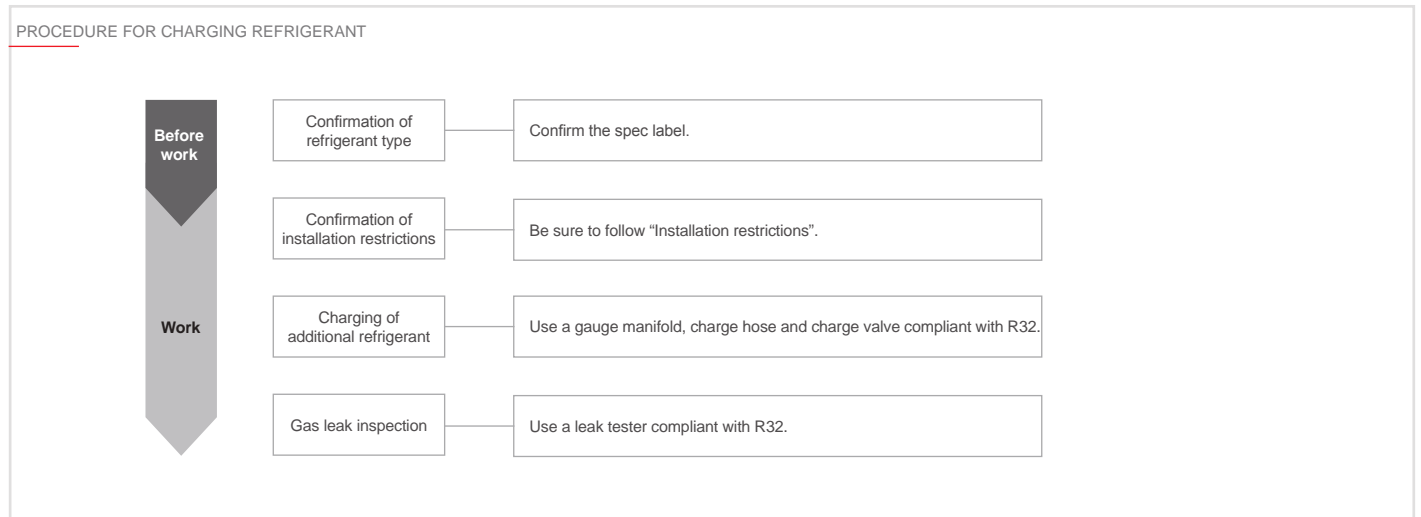 PROCEDURE FOR CHARGING REFRIGERANT
Before
work
Confirmation of
refrigerant type
Confirm the spec label.
Confirmation of
installation restrictions
Be sure to follow “Installation restrictions”.
Work
Charging of
additional refrigerant
Use a gauge manifold, charge hose and charge valve compliant with R32.
Gas leak inspection
Use a leak tester compliant with R32.